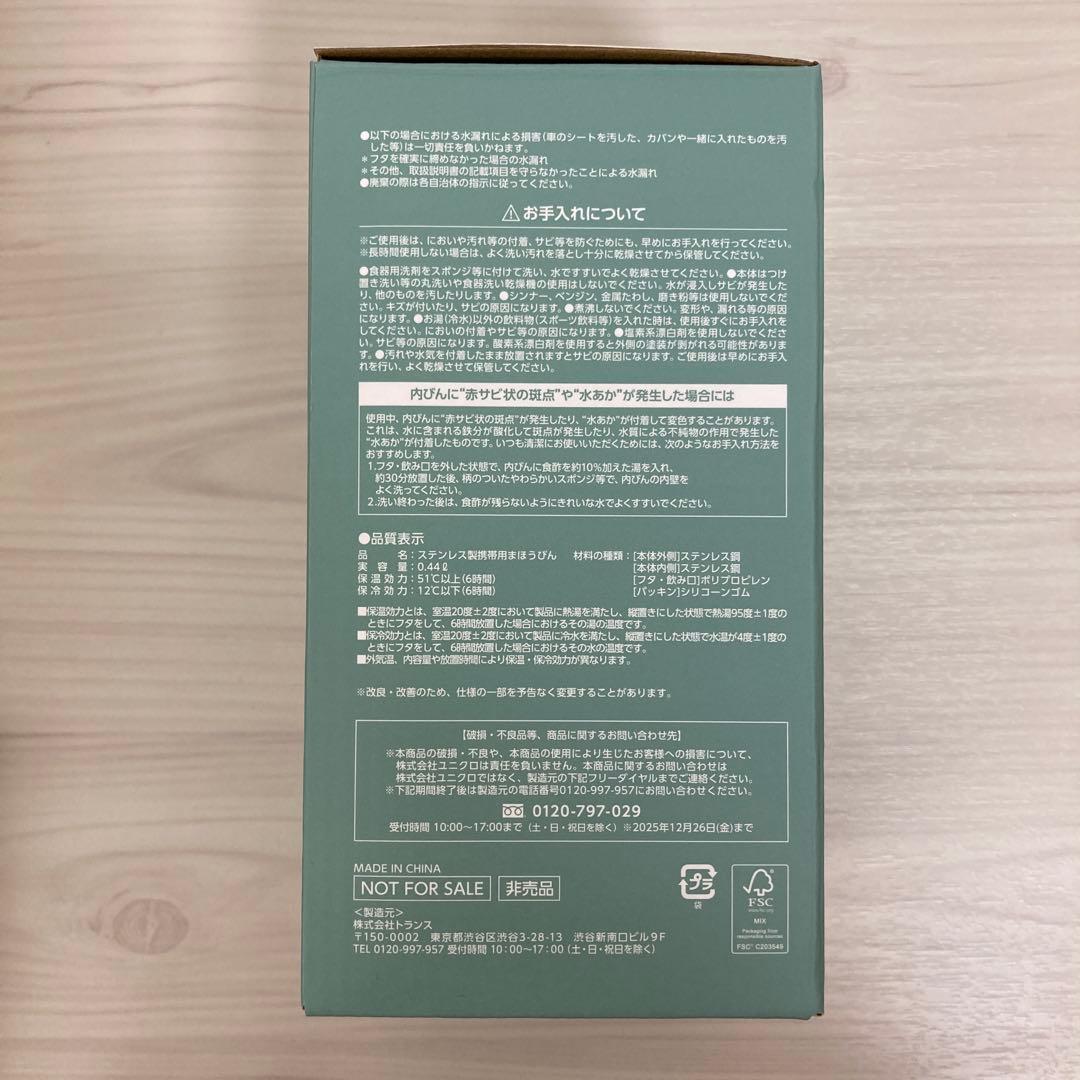 ●以下の場合における水漏れによる損害(車のシートを汚した、カバンや一緒に入れたものを汚
した等)は一切責任を負いかねます。
＊フタを確実に締めなかった場合の水漏れ
＊その他、取扱説明書の記載項目を守らなかったことによる水漏れ
●廃棄の際は各自治体の指示に従ってください。
⚠お手入れについて
※ご使用後は、においや汚れ等の付着、サビ等を防ぐためにも、早めにお手入れを行ってください。
※長時間使用しない場合は、よく洗い汚れを落とし十分に乾燥させてから保管してください。
●食器用洗剤をスポンジ等に付けて洗い、水ですすいでよく乾燥させてください。●本体はつけ
置き洗い等の丸洗いや食器洗い乾燥機の使用はしないでください。水が浸入しサビが発生した
り、他のものを汚したりします。●シンナー、ベンジン、金属たわし、磨き粉等は使用しないでくだ
さい。キズが付いたり、サビの原因になります。●煮沸しないでください。変形や、漏れる等の原因
になります。●お湯(冷水)以外の飲料物(スポーツ飲料等)を入れた時は、使用後すぐにお手入れを
してください。においの付着やサビ等の原因になります。●塩素系漂白剤を使用しないでくださ
い。サビ等の原因になります。酸素系漂白剤を使用すると外側の塗装が剥がれる可能性がありま
す。●汚れや水気を付着したまま放置されますとサビの原因になります。ご使用後は早めにお手入
れを行い、よく乾燥させて保管してください。
内びんに“赤サビ状の斑点”や“水あか”が発生した場合には
使用中、内びんに“赤サビ状の斑点”が発生したり、“水あか”が付着して変色することがあります。
これは、水に含まれる鉄分が酸化して斑点が発生したり、水質による不純物の作用で発生した
“水あか”が付着したものです。いつも清潔にお使いいただくためには、次のようなお手入れ方法を
おすすめします。
1.フタ・飲み口を外した状態で、内びんに食酢を約10%加えた湯を入れ、
約30分放置した後、柄のついたやわらかいスポンジ等で、内びんの内壁を
よく洗ってください。
2.洗い終わった後は、食酢が残らないようにきれいな水でよくすすいでください。
●品質表示
品 名：ステンレス製携帯用まほうびん 材料の種類：[本体外側]ステンレス鋼
実容量：0.44ℓ [本体内側]ステンレス鋼
保温効力：51℃以上(6時間) [フタ・飲み口]ポリプロピレン
保冷効力：12℃以下(6時間) [パッキン]シリコーンゴム
■保温効力とは、室温20度±2度において製品に熱湯を満たし、縦置きにした状態で熱湯95度±1度の
ときにフタをして、6時間放置した場合におけるその湯の温度です。
■保冷効力とは、室温20度±2度において製品に冷水を満たし、縦置きにした状態で水温が4度±1度の
ときにフタをして、6時間放置した場合におけるその水の温度です。
■外気温、内容量や放置時間により保温・保冷効力が異なります。
※改良・改善のため、仕様の一部を予告なく変更することがあります。
【破損・不良品等、商品に関するお問い合わせ先】
※本商品の破損・不良や、本商品の使用により生じたお客様への損害について、
株式会社ユニクロは責任を負いません。本商品に関するお問い合わせは
株式会社ユニクロではなく、製造元の下記フリーダイヤルまでご連絡ください。
※下記期間終了後は製造元の電話番号0120-997-957にお問い合わせください。
0120-797-029
受付時間 10:00～17:00まで (土・日・祝日を除く) ※2025年12月26日(金)まで
MADE IN CHINA
NOT FOR SALE 非売品
＜製造元＞
株式会社トランス
〒150-0002 東京都渋谷区渋谷3-28-13 渋谷新南口ビル9F
TEL 0120-997-957 受付時間 10:00～17:00 (土・日・祝日を除く)
プラ
袋
FSC
www.fsc.org
MIX
Packaging from
responsible sources
FSC® C203549